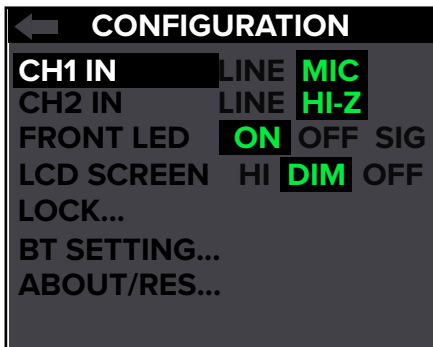 CONFIGURATION
CH1 IN LINE MIC
CH2 IN LINE HI-Z
FRONT LED ON OFF SIG
LCD SCREEN HI DIM OFF
LOCK...
BT SETTING...
ABOUT/RES...